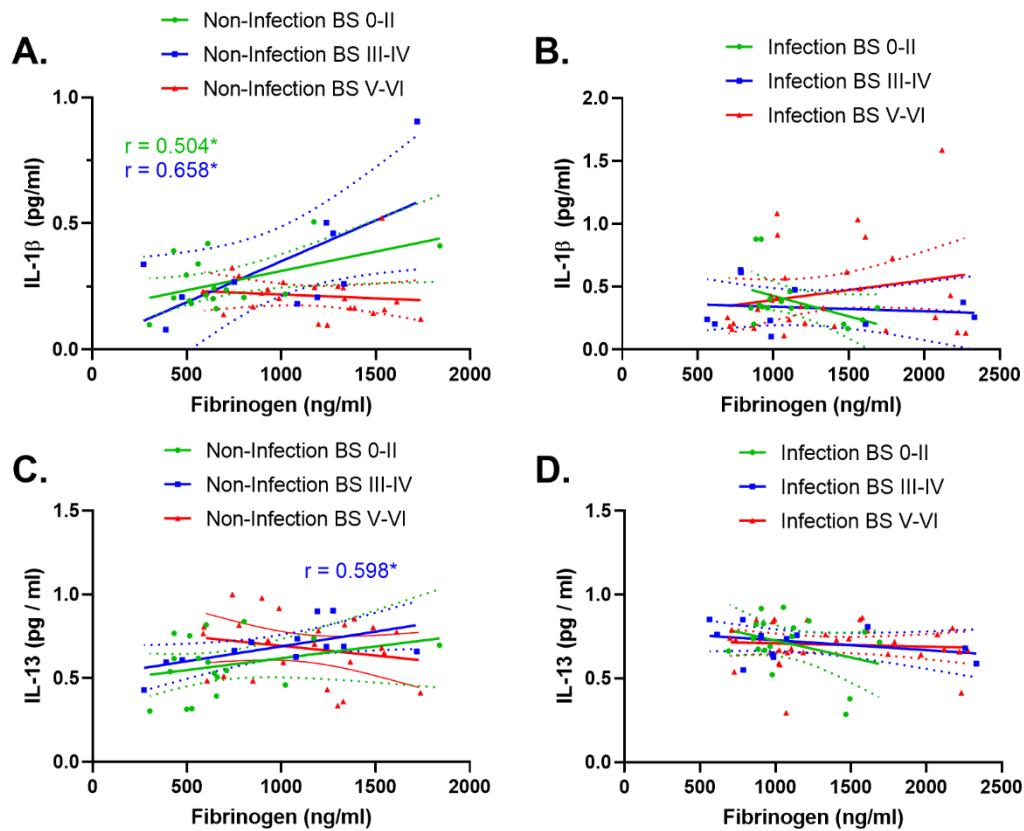 A.
Non-Infection BS 0-II
Non-Infection BS III-IV
Non-Infection BS V-VI
r = 0.504*
r = 0.658*
1.0
0.5
0.0
IL-1β (pg/ml)
0 500 1000 1500 2000
Fibrinogen (ng/ml)
B.
Infection BS 0-II
Infection BS III-IV
Infection BS V-VI
2.0
1.5
1.0
0.5
0.0
IL-1β (pg/ml)
0 500 1000 1500 2000 2500
Fibrinogen (ng/ml)
C.
Non-Infection BS 0-II
Non-Infection BS III-IV
Non-Infection BS V-VI
r = 0.598*
1.5
1.0
0.5
0.0
IL-13 (pg / ml)
0 500 1000 1500 2000
Fibrinogen (ng/ml)
D.
Infection BS 0-II
Infection BS III-IV
Infection BS V-VI
1.5
1.0
0.5
0.0
IL-13 (pg / ml)
0 500 1000 1500 2000 2500
Fibrinogen (ng/ml)